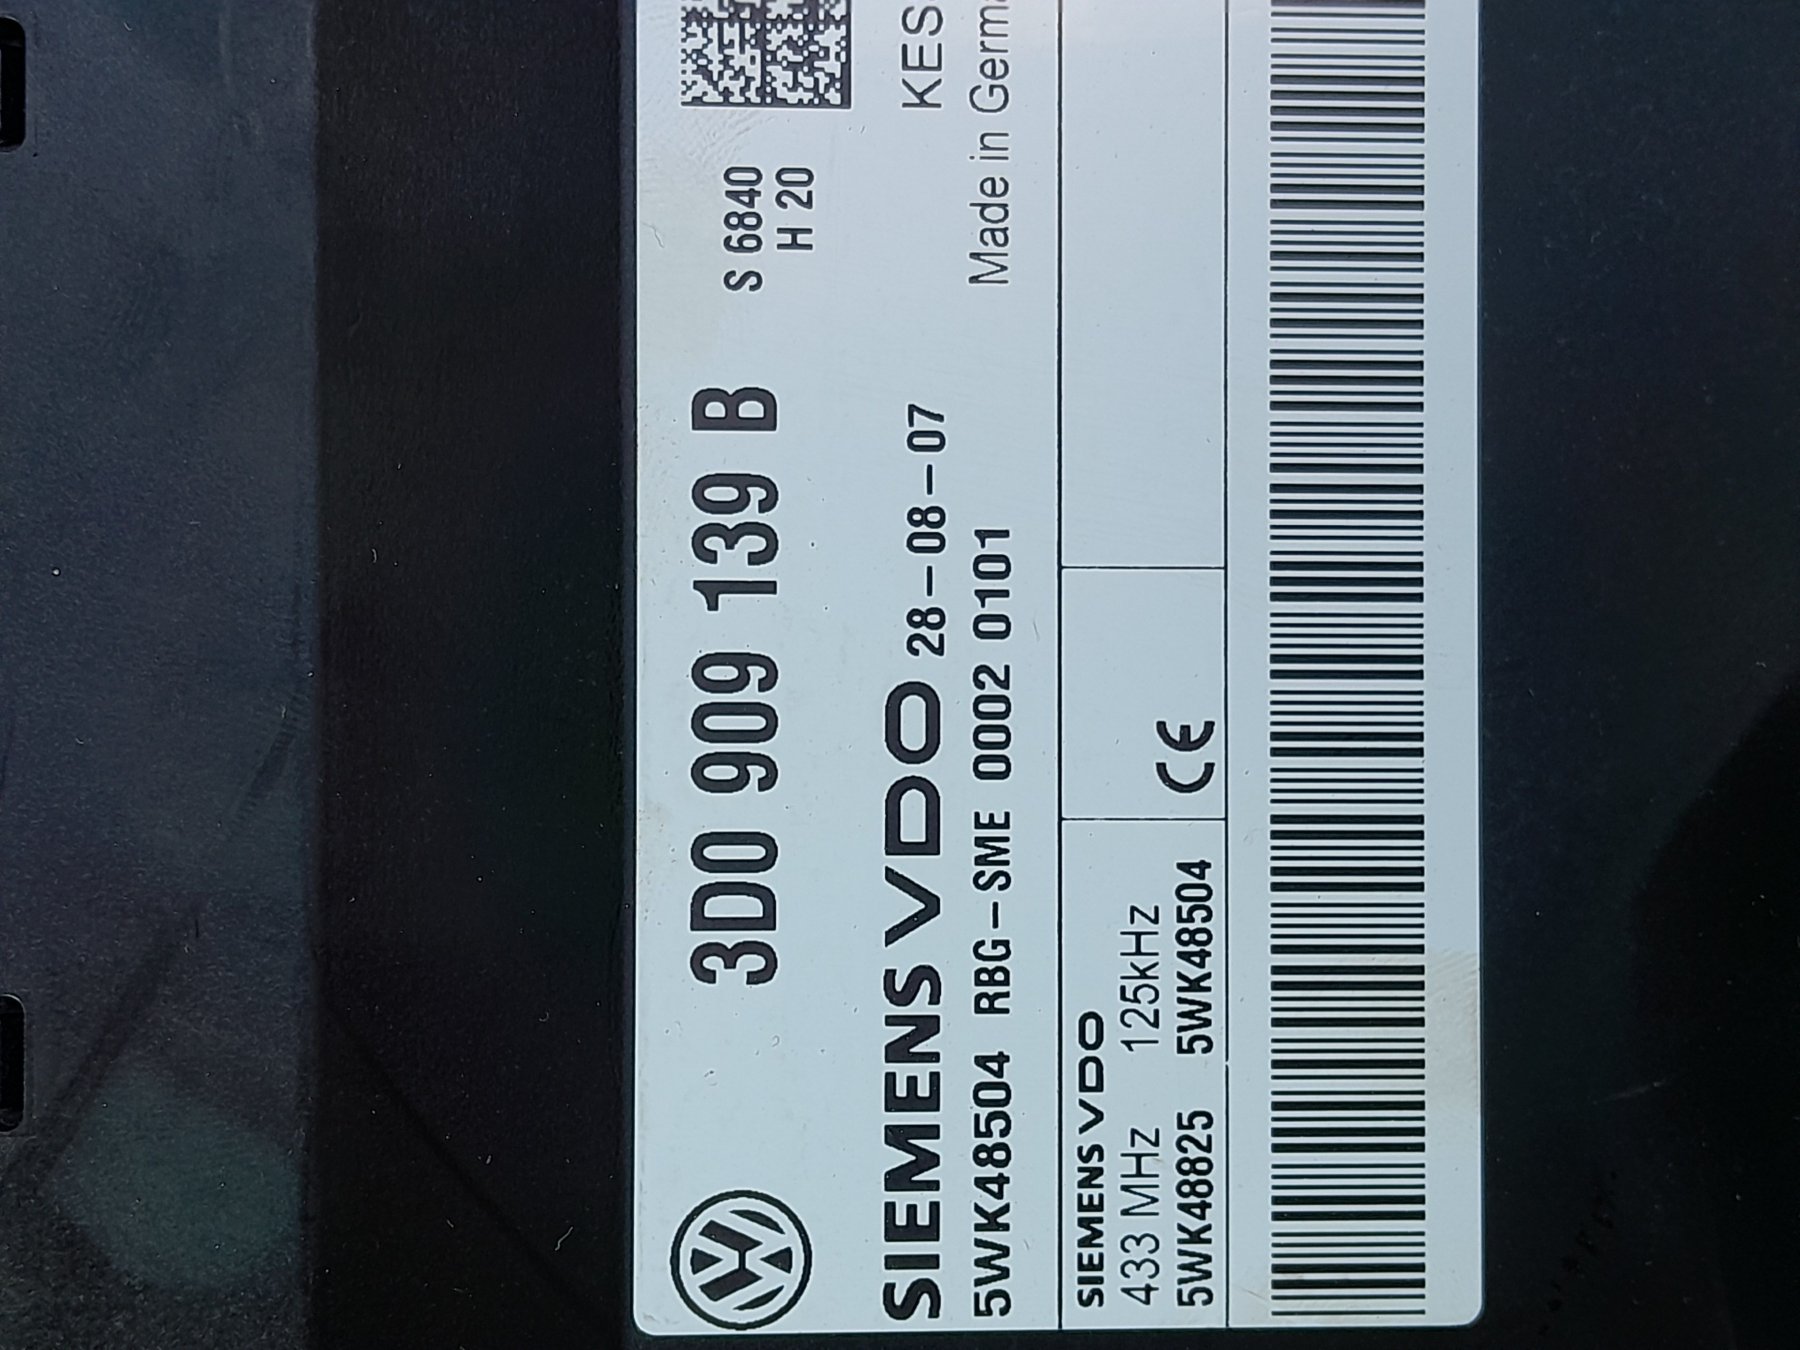 3D0 909 139 B
S 6840
H 20
SIEMENS VDO 28-08-07
KES
5WK48504 RBG-SME 0002 0101
Made in Germa
SIEMENS VDO
433 MHz 125kHz
5WK48825 5WK48504
CE